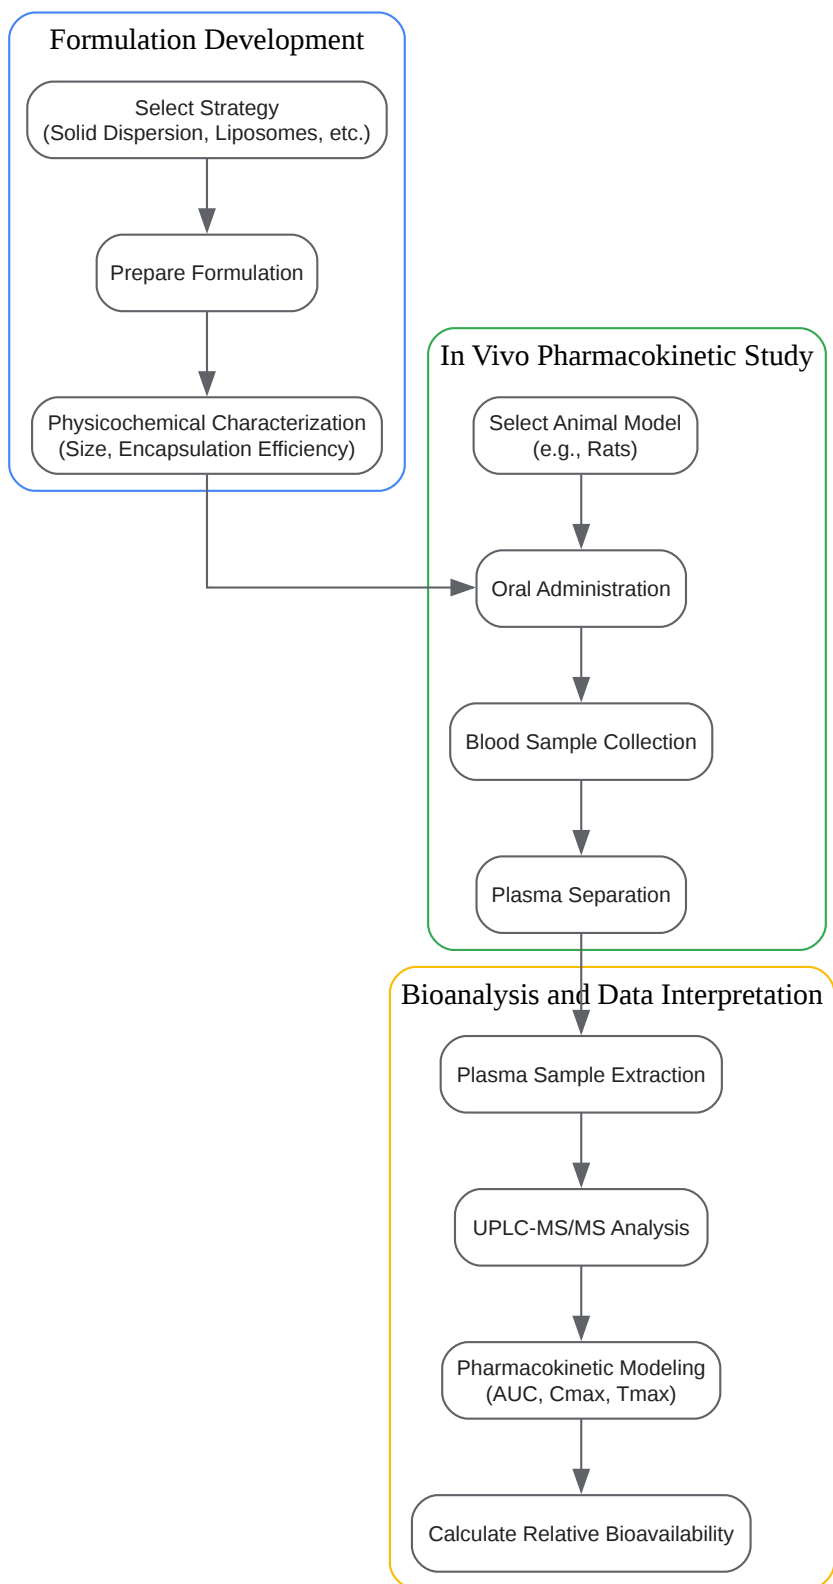 Formulation Development
Select Strategy
(Solid Dispersion, Liposomes, etc.)
Prepare Formulation
Physicochemical Characterization
(Size, Encapsulation Efficiency)
In Vivo Pharmacokinetic Study
Select Animal Model
(e.g., Rats)
Oral Administration
Blood Sample Collection
Plasma Separation
Bioanalysis and Data Interpretation
Plasma Sample Extraction
UPLC-MS/MS Analysis
Pharmacokinetic Modeling
(AUC, Cmax, Tmax)
Calculate Relative Bioavailability